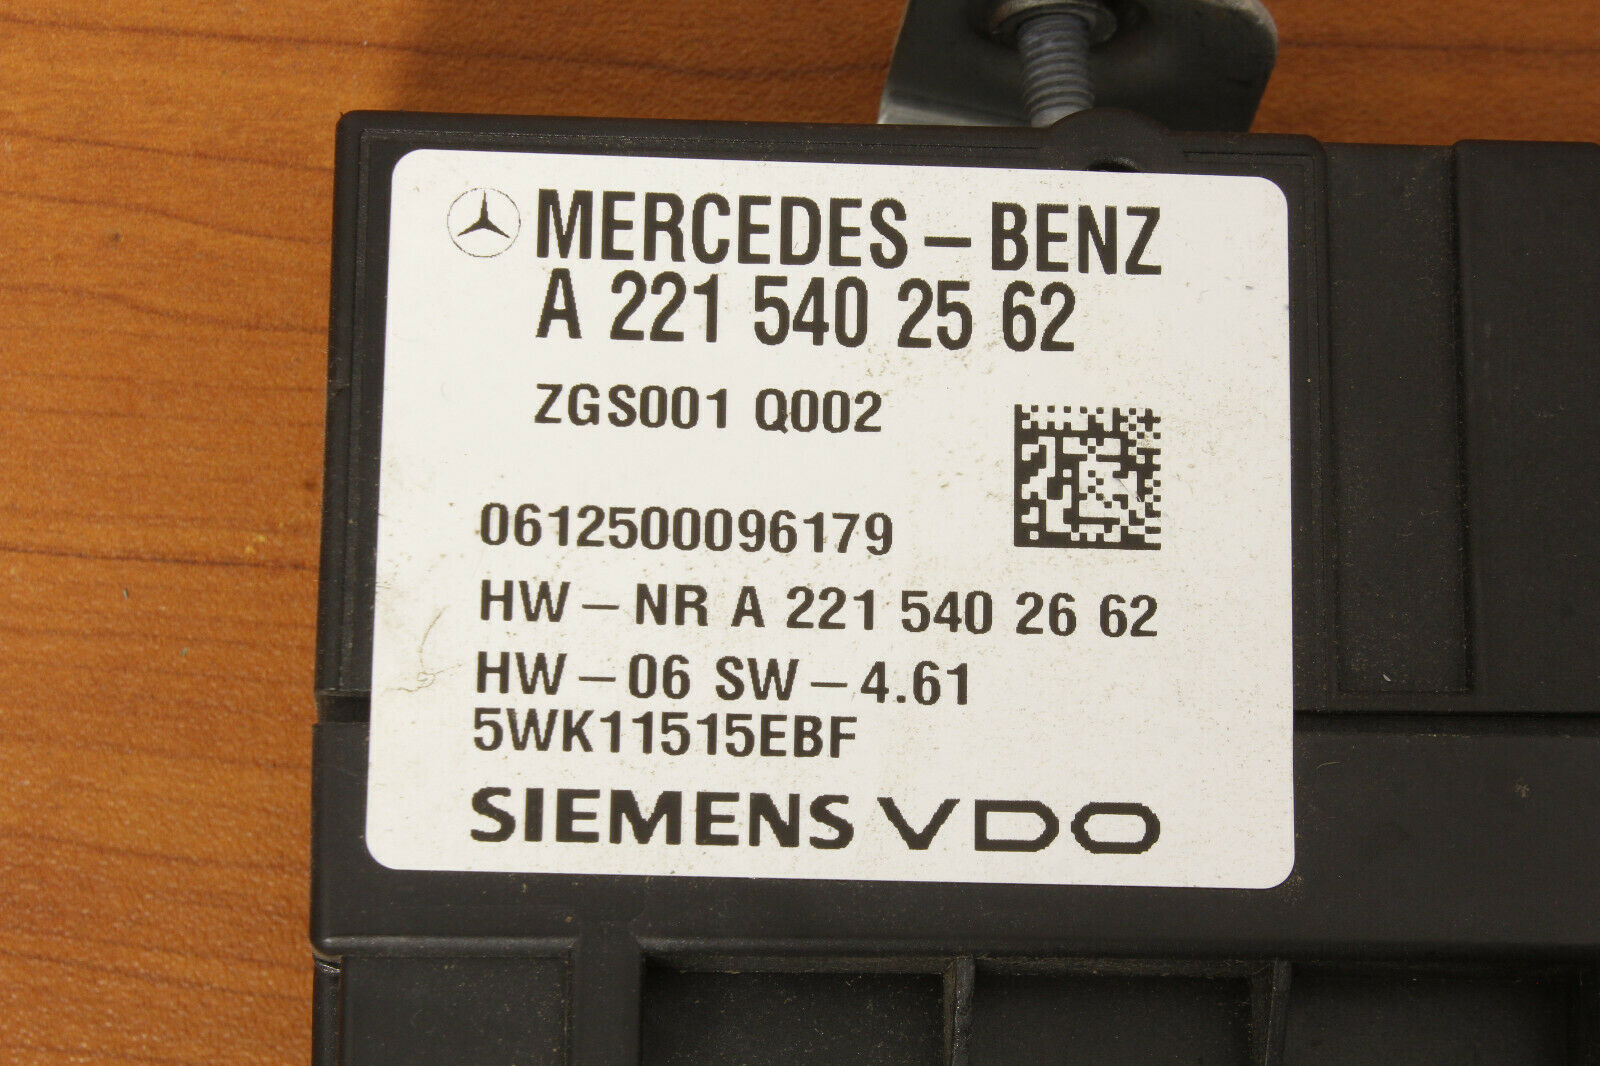 MERCEDES-BENZ
A 221 540 25 62
ZGS001 Q002
0612500096179
HW-NR A 221 540 26 62
HW-06 SW-4.61
5WK11515EBF
SIEMENS VDO